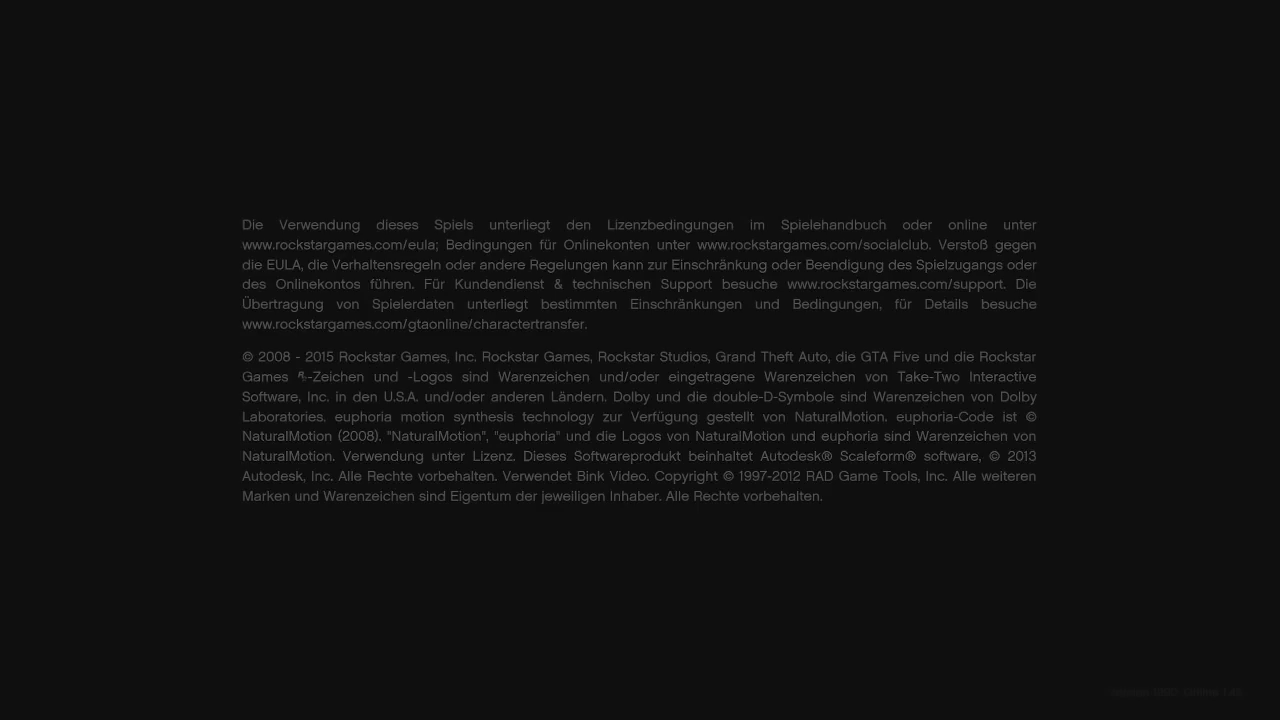 Die Verwendung dieses Spiels unterliegt den Lizenzbedingungen im Spielehandbuch oder online unter
www.rockstargames.com/eula; Bedingungen für Onlinekonten unter www.rockstargames.com/socialclub. Verstoß gegen
die EULA, die Verhaltensregeln oder andere Regelungen kann zur Einschränkung oder Beendigung des Spielzugangs oder
des Onlinekontos führen. Für Kundendienst & technischen Support besuche www.rockstargames.com/support. Die
Übertragung von Spielerdaten unterliegt bestimmten Einschränkungen und Bedingungen, für Details besuche
www.rockstargames.com/gtaonline/charactertransfer.
© 2008 - 2015 Rockstar Games, Inc. Rockstar Games, Rockstar Studios, Grand Theft Auto, die GTA Five und die Rockstar
Games R*-Zeichen und -Logos sind Warenzeichen und/oder eingetragene Warenzeichen von Take-Two Interactive
Software, Inc. in den U.S.A. und/oder anderen Ländern. Dolby und die double-D-Symbole sind Warenzeichen von Dolby
Laboratories. euphoria motion synthesis technology zur Verfügung gestellt von NaturalMotion. euphoria-Code ist ©
NaturalMotion (2008). "NaturalMotion", "euphoria" und die Logos von NaturalMotion und euphoria sind Warenzeichen von
NaturalMotion. Verwendung unter Lizenz. Dieses Softwareprodukt beinhaltet Autodesk® Scaleform® software, © 2013
Autodesk, Inc. Alle Rechte vorbehalten. Verwendet Bink Video. Copyright © 1997-2012 RAD Game Tools, Inc. Alle weiteren
Marken und Warenzeichen sind Eigentum der jeweiligen Inhaber. Alle Rechte vorbehalten.